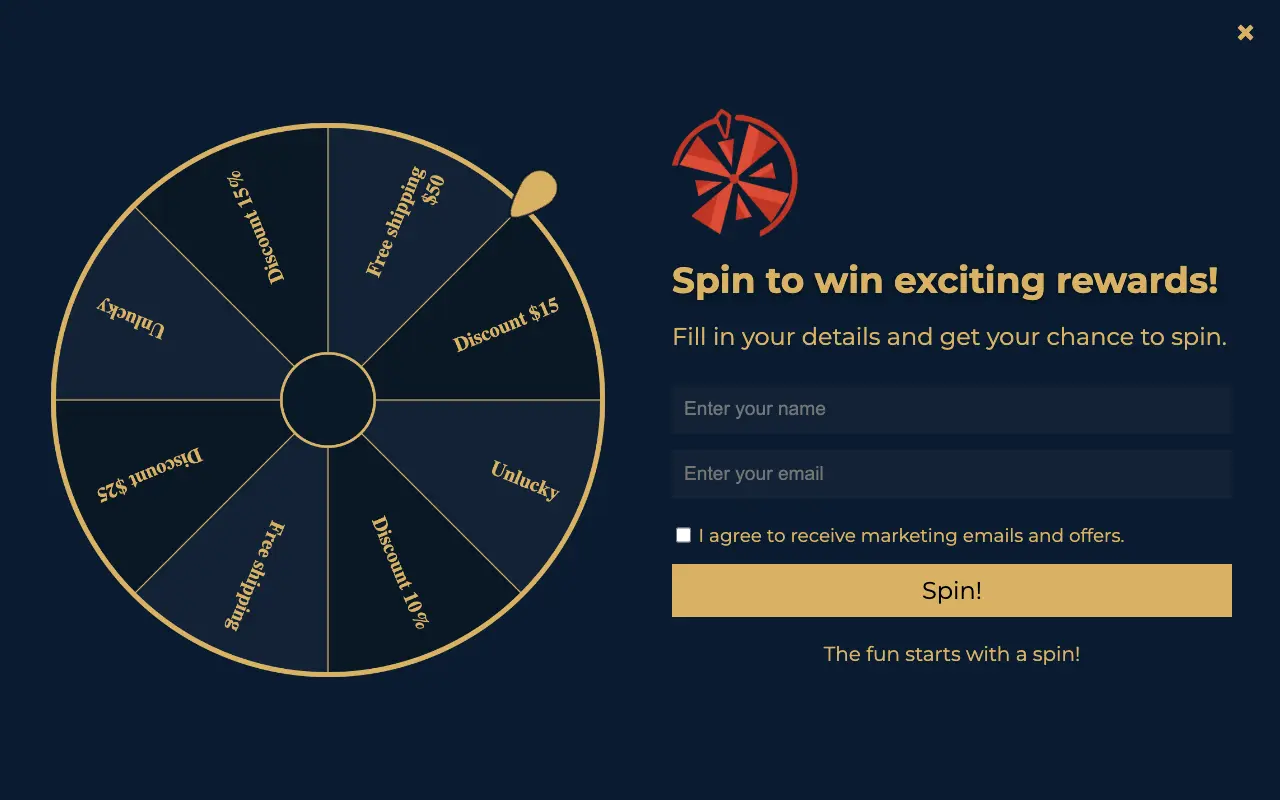 Discount 15%
Free shipping
$50
Discount $15
Unlucky
Discount 10%
Free shipping
Discount $25
Unlucky
Spin to win exciting rewards!
Fill in your details and get your chance to spin.
Enter your name
Enter your email
I agree to receive marketing emails and offers.
Spin!
The fun starts with a spin!